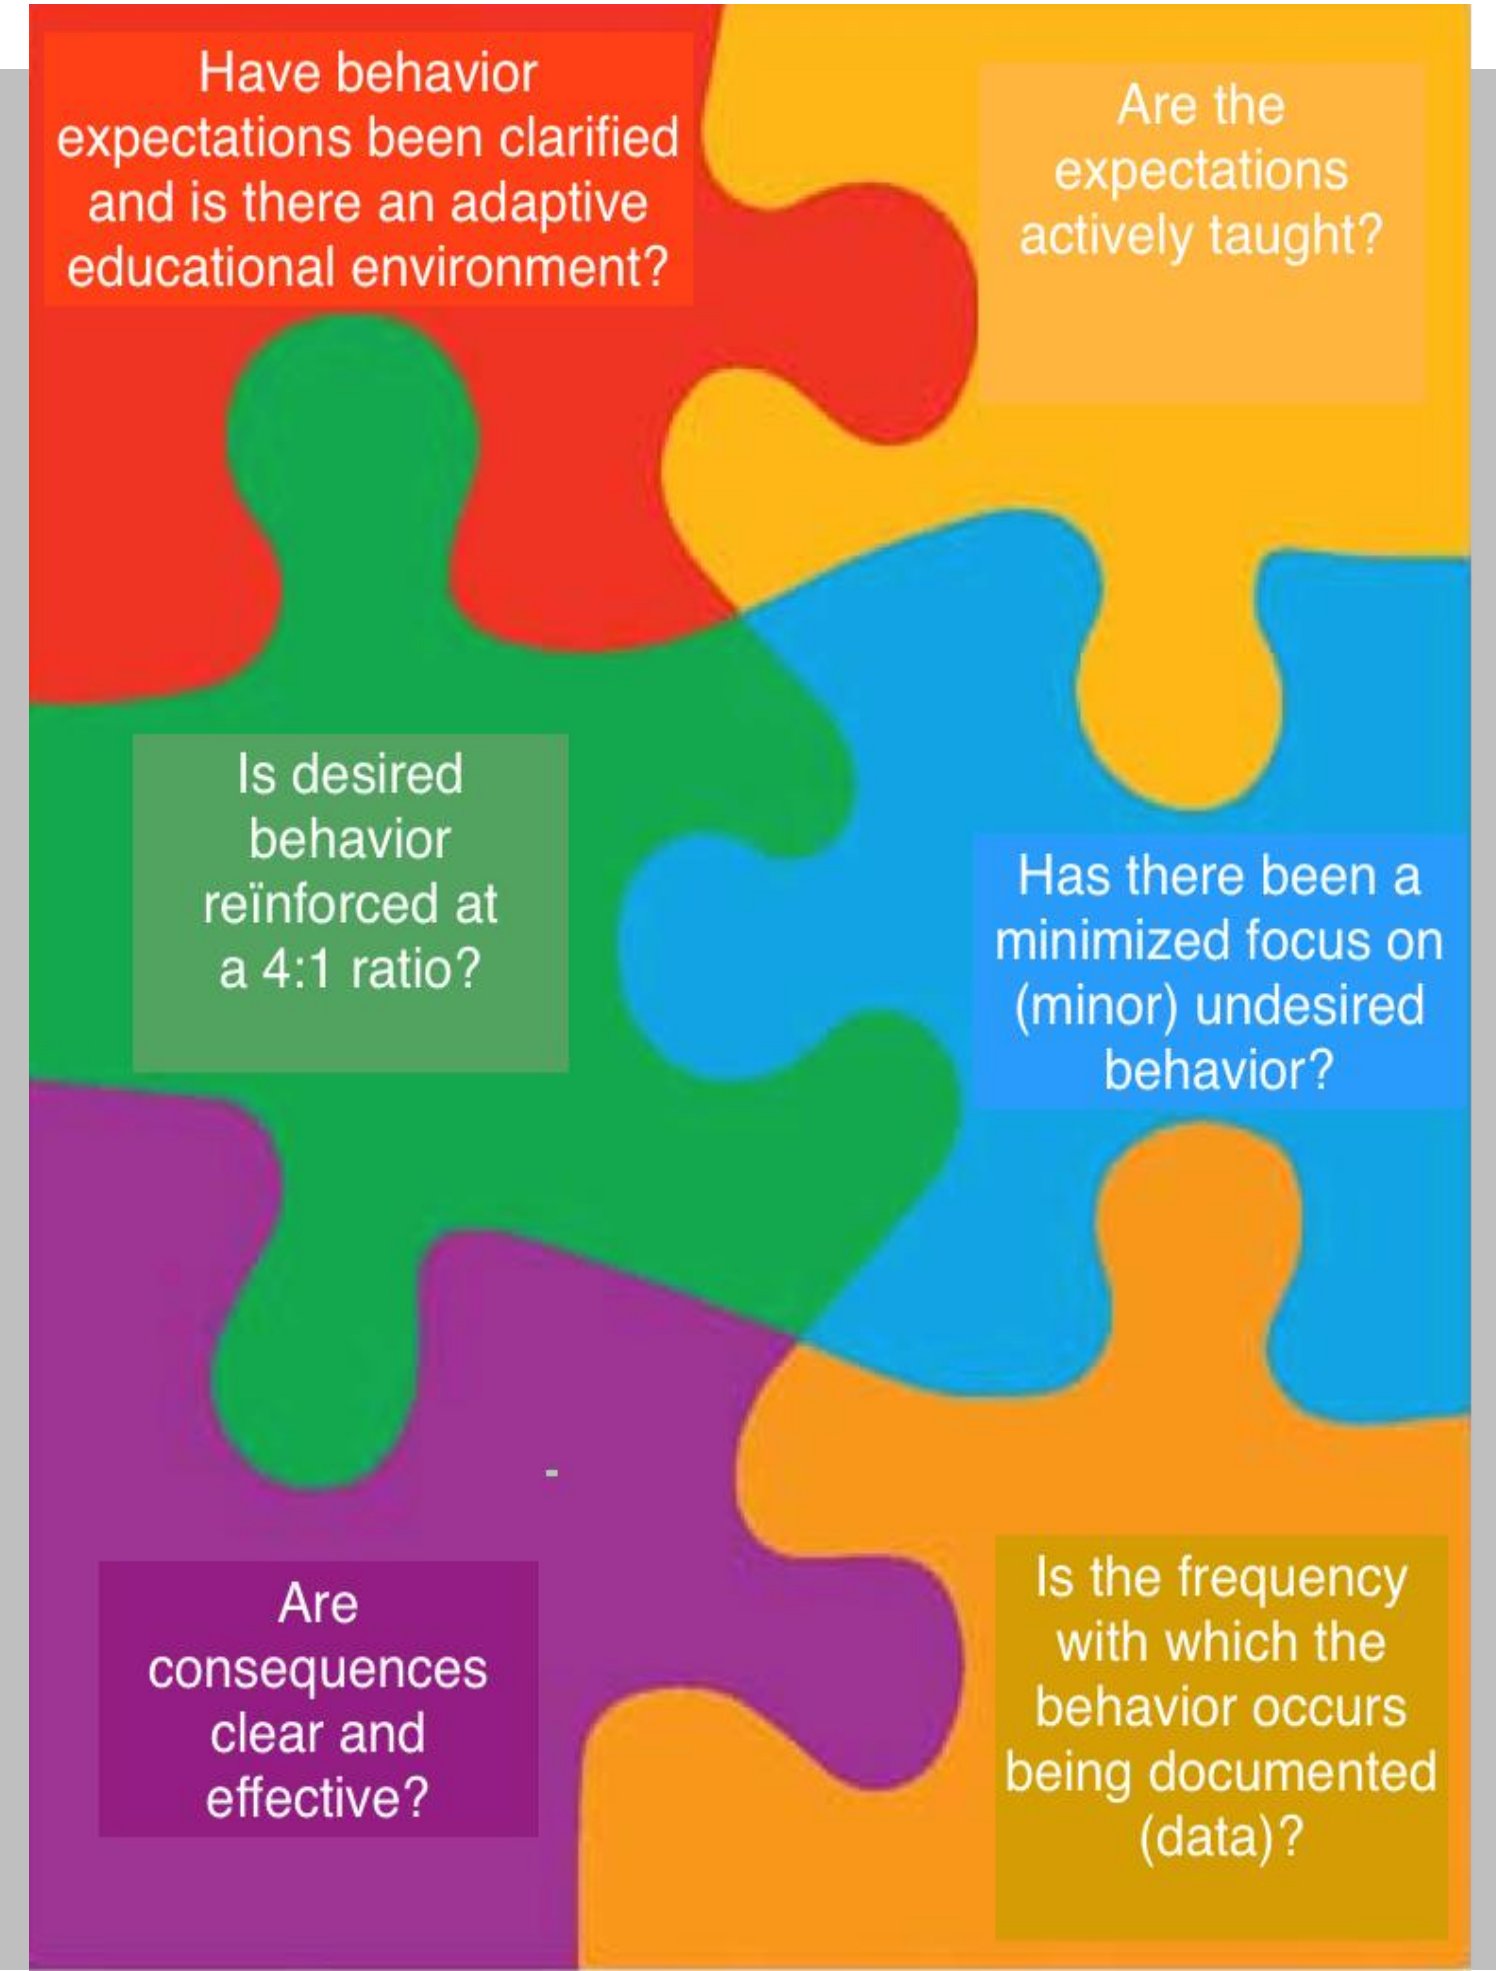 Have behavior
expectations been clarified
and is there an adaptive
educational environment?
Are the
expectations
actively taught?
Is desired
behavior
reïnforced at
a 4:1 ratio?
Has there been a
minimized focus on
(minor) undesired
behavior?
Are
consequences
clear and
effective?
Is the frequency
with which the
behavior occurs
being documented
(data)?